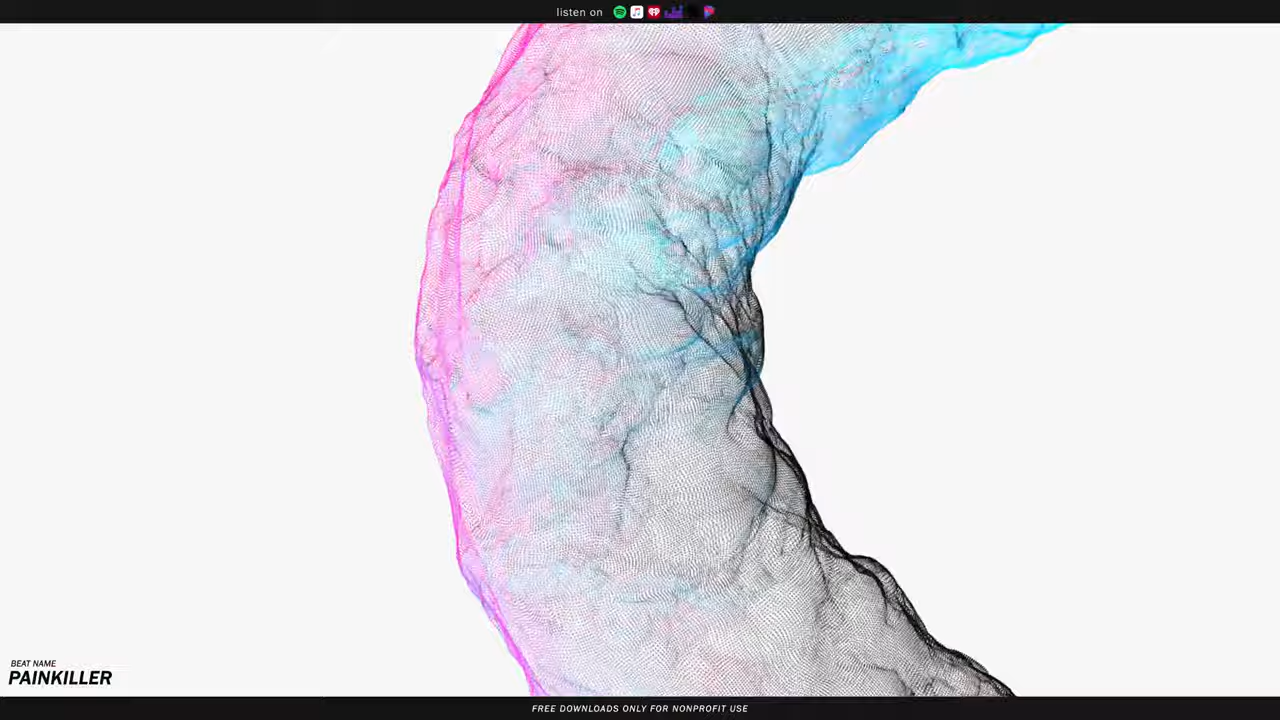 listen on
BEAT NAME
PAINKILLER
FREE DOWNLOADS ONLY FOR NONPROFIT USE